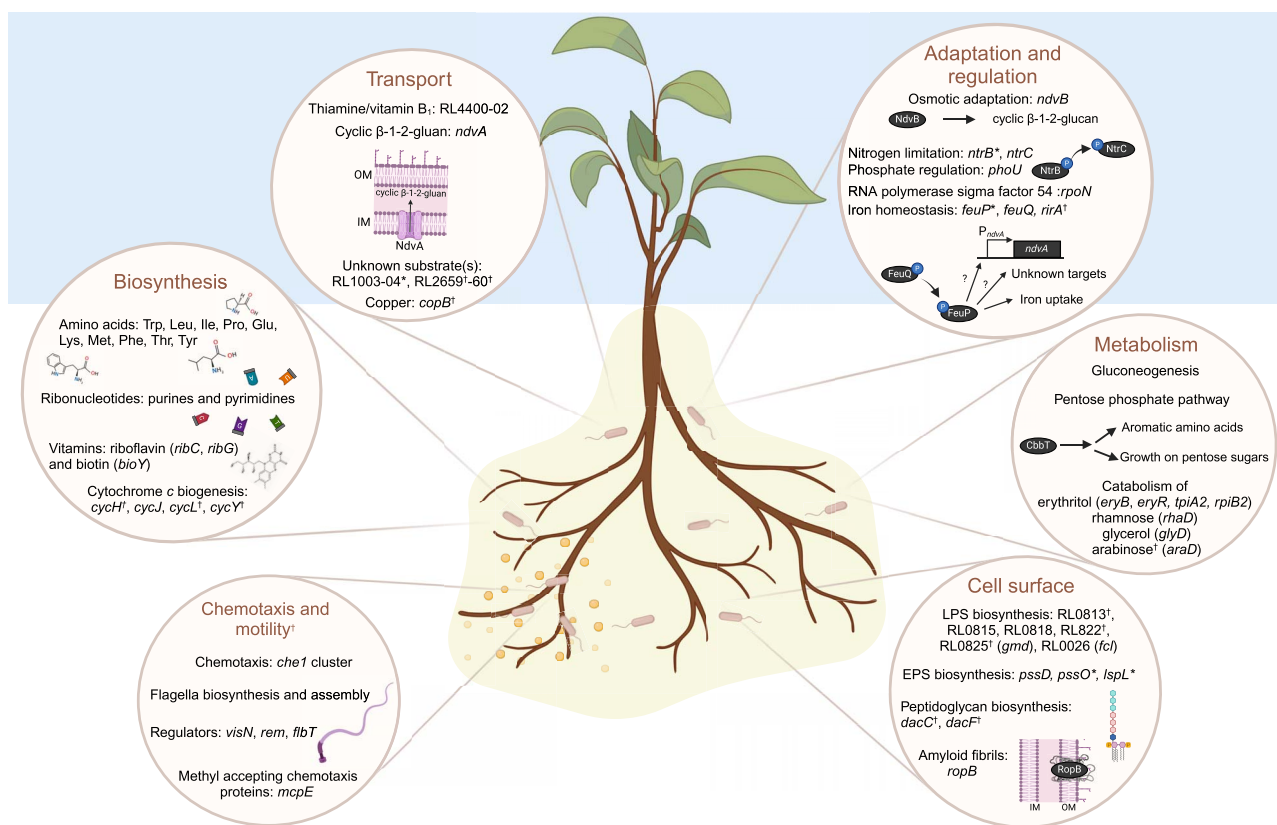 Transport
Thiamine/vitamin B₁: RL4400-02
Cyclic β-1-2-gluan: ndvA
OM
cyclic β-1-2-gluan
IM
NdvA
Unknown substrate(s):
RL1003-04*, RL2659†-60†
Copper: copB†
Adaptation and
regulation
Osmotic adaptation: ndvB
NdvB
cyclic β-1-2-glucan
Nitrogen limitation: ntrB*, ntrC
Phosphate regulation: phoU
P
NtrB
P
NtrC
RNA polymerase sigma factor 54 :rpoN
Iron homeostasis: feuP*, feuQ, rirA†
PndvA
ndvA
FeuQ
P
?
?
Unknown targets
Iron uptake
P
FeuP
Biosynthesis
Amino acids: Trp, Leu, Ile, Pro, Glu,
Lys, Met, Phe, Thr, Tyr
Ribonucleotides: purines and pyrimidines
A
U
C
G
T
Vitamins: riboflavin (ribC, ribG)
and biotin (bioY)
Cytochrome c biogenesis:
cycH†, cycJ, cycL†, cycY†
Metabolism
Gluconeogenesis
Pentose phosphate pathway
CbbT
Aromatic amino acids
Growth on pentose sugars
Catabolism of
erythritol (eryB, eryR, tpiA2, rpiB2)
rhamnose (rhaD)
glycerol (glyD)
arabinose† (araD)
Chemotaxis and
motility†
Chemotaxis: che1 cluster
Flagella biosynthesis and assembly
Regulators: visN, rem, flbT
Methyl accepting chemotaxis
proteins: mcpE
Cell surface
LPS biosynthesis: RL0813†,
RL0815, RL0818, RL822†,
RL0825† (gmd), RL0026 (fcl)
EPS biosynthesis: pssD, pssO*, lspL*
Peptidoglycan biosynthesis:
dacC†, dacF†
P
P
Amyloid fibrils:
ropB
RopB
IM
OM